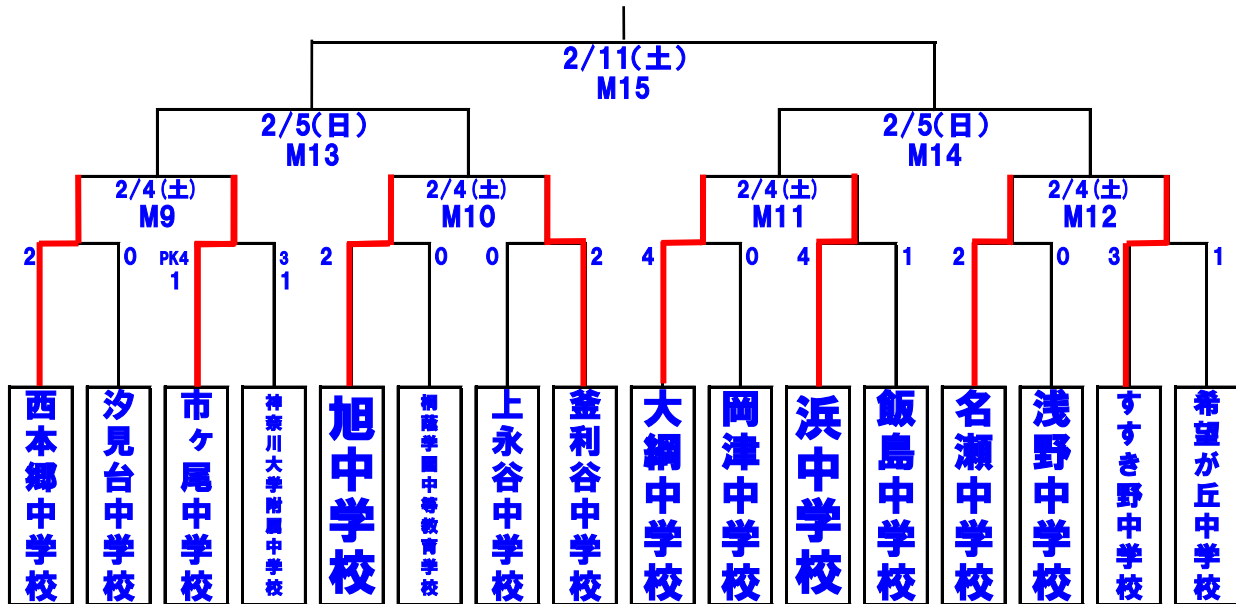 2/11(土)
M15
2/5(日)
M13
2/5(日)
M14
2/4(土)
M9
2/4(土)
M10
2/4(土)
M11
2/4(土)
M12
2
0
PK4
1
3
1
2
0
0
2
4
0
4
1
2
0
3
1
西本郷中学校
汐見台中学校
市ヶ尾中学校
神奈川大学附属中学校
旭中学校
桐蔭学園中等教育学校
上永谷中学校
釜利谷中学校
大綱中学校
岡津中学校
浜中学校
飯島中学校
名瀬中学校
浅野中学校
すすき野中学校
希望が丘中学校